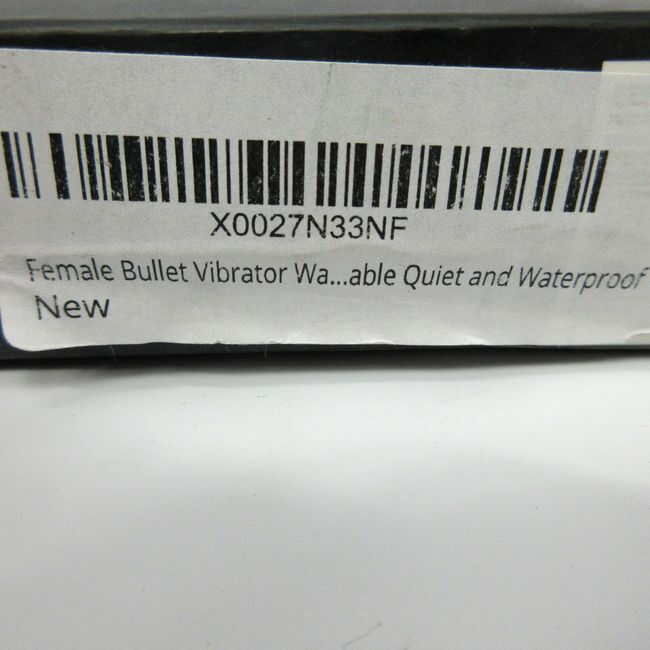 X0027N33NF
Female Bullet Vibrator Wa...able Quiet and Waterproof
New